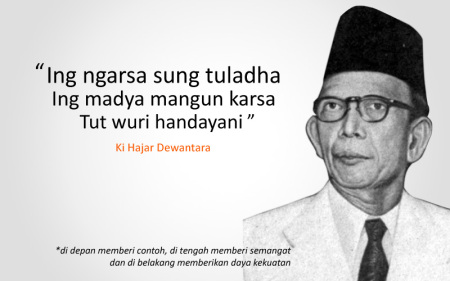 “Ing ngarsa sung tuladha
Ing madya mangun karsa
Tut wuri handayani”
Ki Hajar Dewantara
*di depan memberi contoh, di tengah memberi semangat
dan di belakang memberikan daya kekuatan